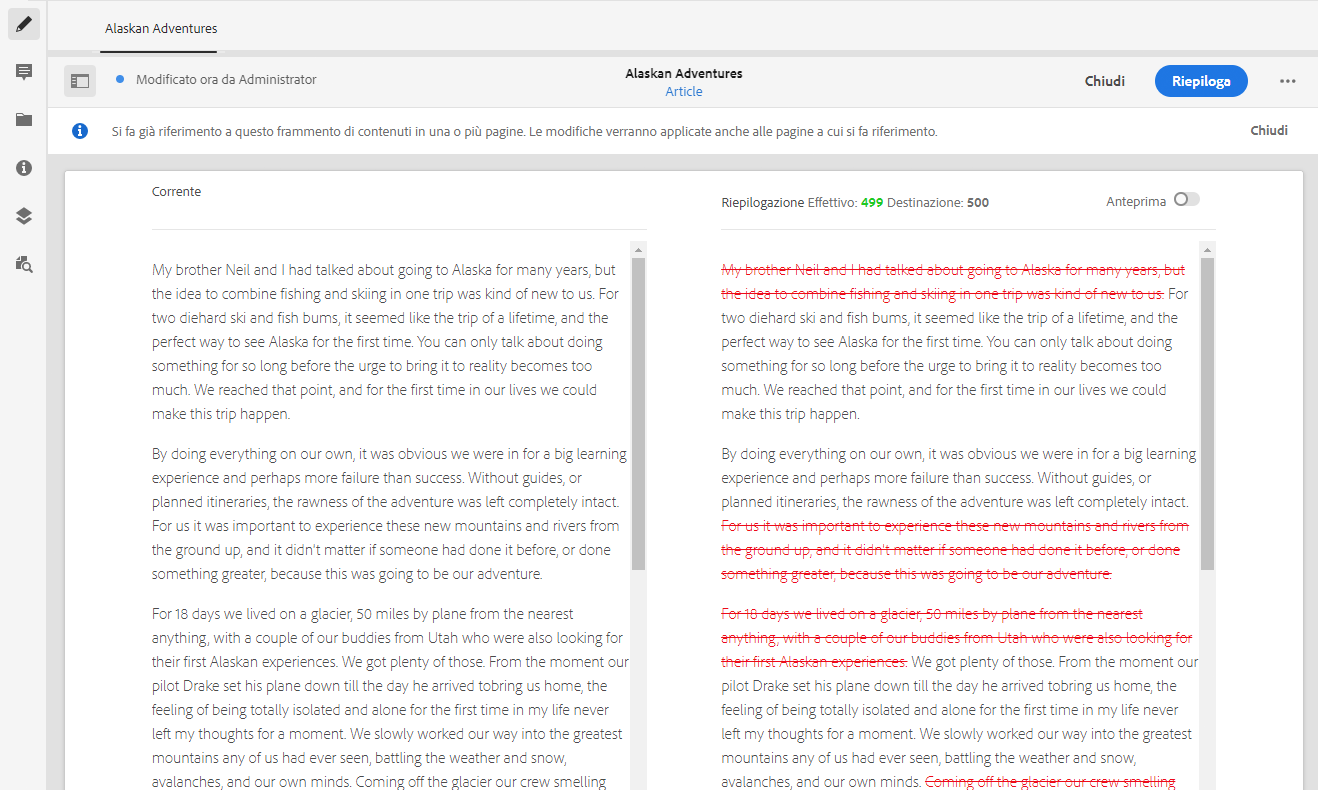 Alaskan Adventures
Modificato ora da Administrator
Alaskan Adventures
Article
Chiudi
Riepiloga
Si fa già riferimento a questo frammento di contenuti in una o più pagine. Le modifiche verranno applicate anche alle pagine a cui si fa riferimento.
Chiudi
Corrente
My brother Neil and I had talked about going to Alaska for many years, but
the idea to combine fishing and skiing in one trip was kind of new to us. For
two diehard ski and fish bums, it seemed like the trip of a lifetime, and the
perfect way to see Alaska for the first time. You can only talk about doing
something for so long before the urge to bring it to reality becomes too
much. We reached that point, and for the first time in our lives we could
make this trip happen.
By doing everything on our own, it was obvious we were in for a big learning
experience and perhaps more failure than success. Without guides, or
planned itineraries, the rawness of the adventure was left completely intact.
For us it was important to experience these new mountains and rivers from
the ground up, and it didn't matter if someone had done it before, or done
something greater, because this was going to be our adventure.
For 18 days we lived on a glacier, 50 miles by plane from the nearest
anything, with a couple of our buddies from Utah who were also looking for
their first Alaskan experiences. We got plenty of those. From the moment our
pilot Drake set his plane down till the day he arrived tobring us home, the
feeling of being totally isolated and alone for the first time in my life never
left my thoughts for a moment. We slowly worked our way into the greatest
mountains any of us had ever seen, battling the weather and snow,
avalanches, and our own minds. Coming off the glacier our crew smelling
Riepilogazione Effettivo: 499 Destinazione: 500
Anteprima
My brother Neil and I had talked about going to Alaska for many years, but
the idea to combine fishing and skiing in one trip was kind of new to us. For
two diehard ski and fish bums, it seemed like the trip of a lifetime, and the
perfect way to see Alaska for the first time. You can only talk about doing
something for so long before the urge to bring it to reality becomes too
much. We reached that point, and for the first time in our lives we could
make this trip happen.
By doing everything on our own, it was obvious we were in for a big learning
experience and perhaps more failure than success. Without guides, or
planned itineraries, the rawness of the adventure was left completely intact.
For us it was important to experience these new mountains and rivers from
the ground up, and it didn't matter if someone had done it before, or done
something greater, because this was going to be our adventure.
For 18 days we lived on a glacier, 50 miles by plane from the nearest
anything, with a couple of our buddies from Utah who were also looking for
their first Alaskan experiences. We got plenty of those. From the moment our
pilot Drake set his plane down till the day he arrived tobring us home, the
feeling of being totally isolated and alone for the first time in my life never
left my thoughts for a moment. We slowly worked our way into the greatest
mountains any of us had ever seen, battling the weather and snow,
avalanches, and our own minds. Coming off the glacier our crew smelling